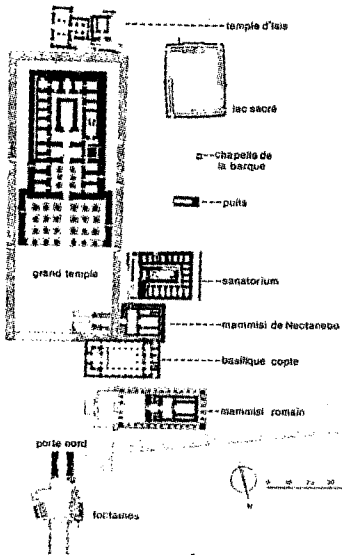 temple d'Isis
lac sacré
chapelle de
la barque
puits
grand temple
sanatorium
mammisi de Nectanebo
basilique copte
mammisi romain
porte nord
fontaines
N